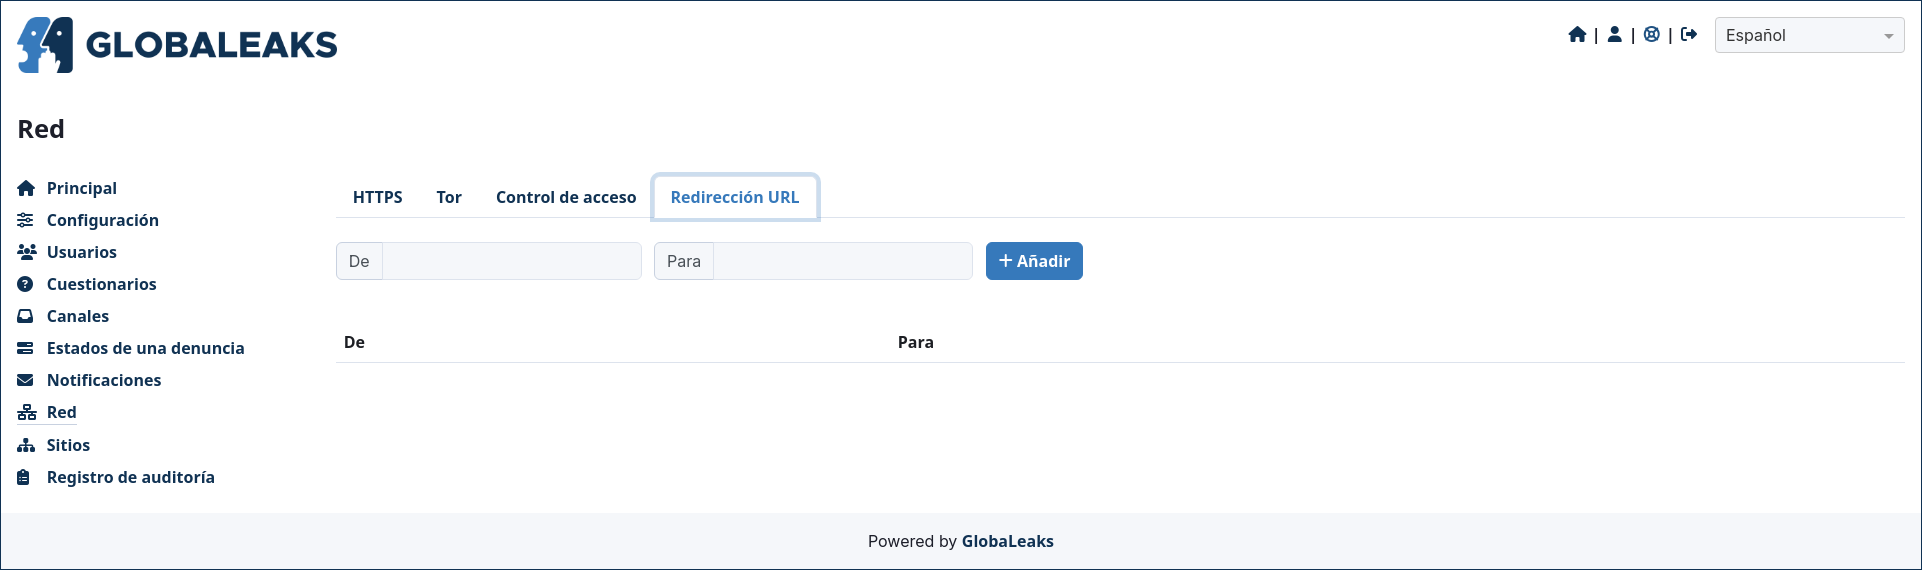 GLOBALEAKS
| | | Español
Red
Principal
Configuración
Usuarios
Cuestionarios
Canales
Estados de una denuncia
Notificaciones
Red
Sitios
Registro de auditoría
HTTPS Tor Control de acceso Redirección URL
De Para + Añadir
De Para
Powered by GlobaLeaks